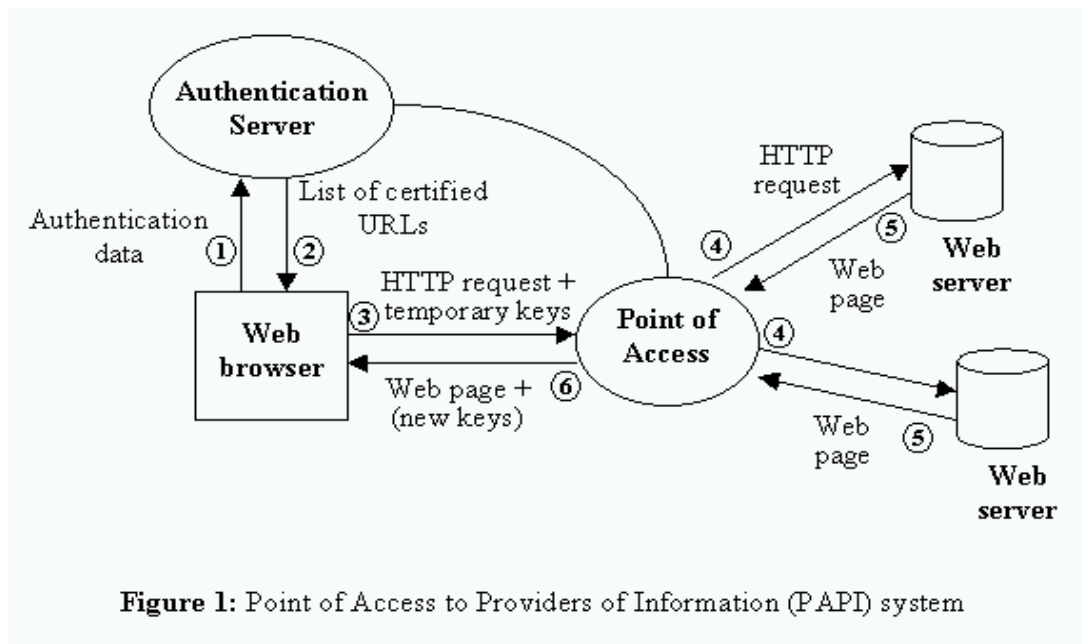 Authentication
Server
Authentication
data
①
②
List of certified
URLs
Web
browser
③
HTTP request +
temporary keys
Web page +
(new keys)
⑥
Point of
Access
④
HTTP
request
⑤
Web
page
Web
server
④
Web
page
⑤
Web
server
Figure 1: Point of Access to Providers of Information (PAPI) system